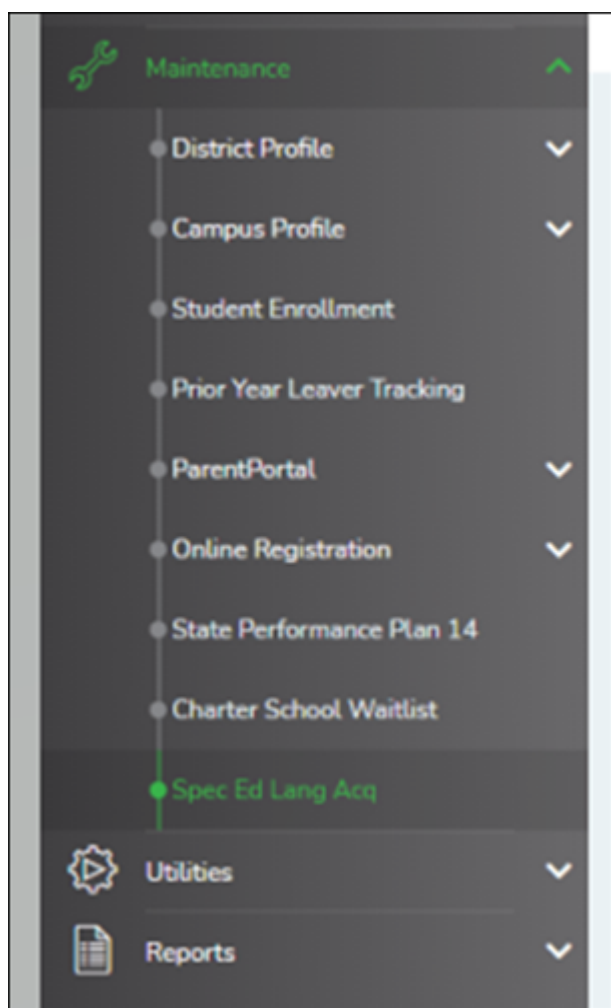 Maintenance
District Profile
Campus Profile
Student Enrollment
Prior Year Leaver Tracking
ParentPortal
Online Registration
State Performance Plan 14
Charter School Waitlist
Spec Ed Lang Acq
Utilities
Reports